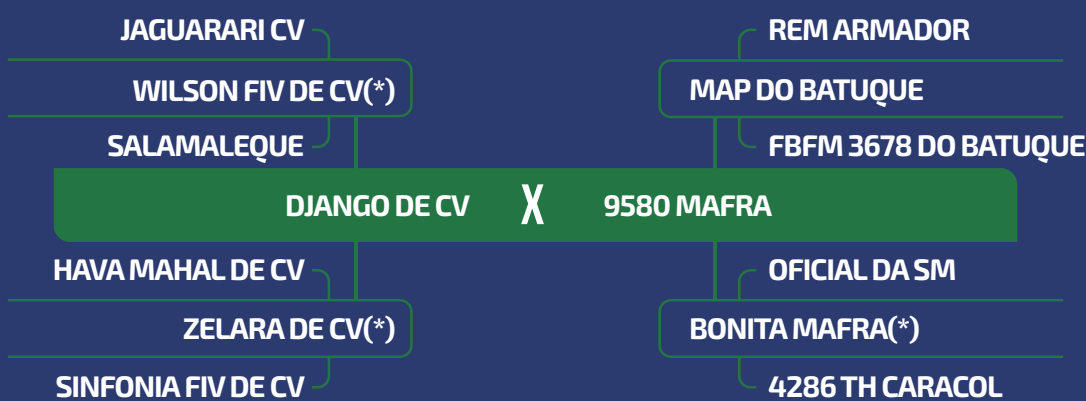 JAGUARARI CV
REM ARMADOR
WILSON FIV DE CV(*)
MAP DO BATUQUE
SALAMALEQUE
FBFM 3678 DO BATUQUE
DJANGO DE CV X 9580 MAFRA
HAVA MAHAL DE CV
OFICIAL DA SM
ZELARA DE CV(*)
BONITA MAFRA(*)
SINFONIA FIV DE CV
4286 TH CARACOL